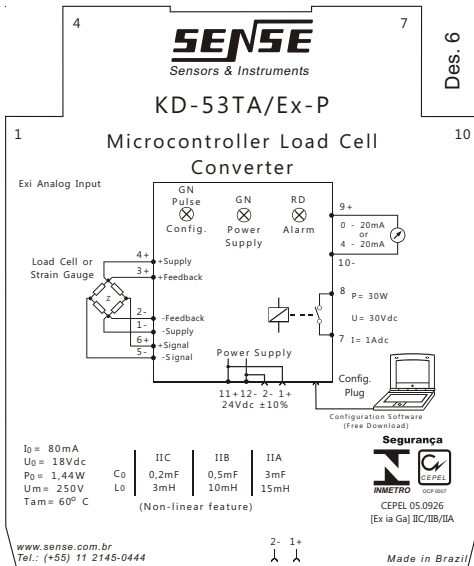 4
7
Des. 6
SENSE
Sensors & Instruments
KD-53TA/Ex-P
1
10
Microcontroller Load Cell
Converter
Exi Analog Input
GN
Pulse
Config.
GN
Power
Supply
RD
Alarm
9+
0 - 20mA
or
4 - 20mA
10-
Load Cell or
Strain Gauge
Z
4+
+Supply
3+
+Feedback
2-
-Feedback
1-
-Supply
6+
+Signal
5-
-Signal
8
P= 30W
U= 30Vdc
7
I= 1Adc
Power Supply
11+ 12- 2- 1+
24Vdc ±10%
Config.
Plug
Configuration Software
(Free Download)
I0 = 80mA
U0 = 18Vdc
P0 = 1,44W
Um= 250V
Tam= 60º C
IIC IIB IIA
C0 0,2mF 0,5mF 3mF
L0 3mH 10mH 15mH
(Non-linear feature)
Segurança
INMETRO
CEPEL
OCP 0007
CEPEL 05.0926
[Ex ia Ga] IIC/IIB/IIA
www.sense.com.br
Tel.: (+55) 11 2145-0444
2- 1+
Made in Brazil